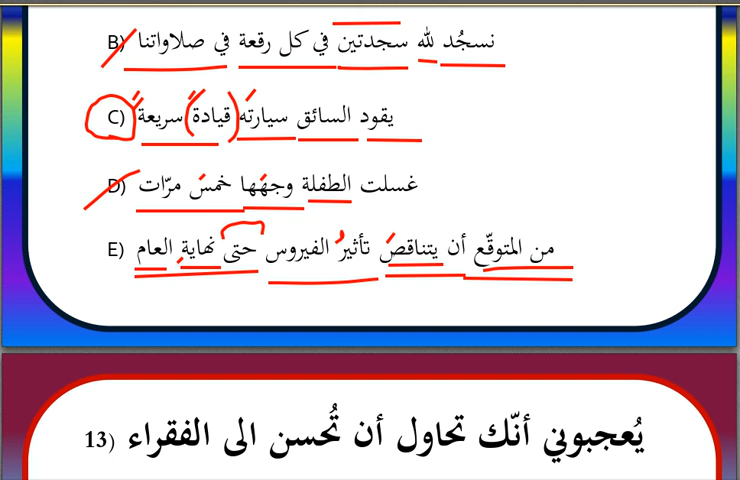 B) نسجُد لله سجدتين في كل رقعة في صلاواتنا
C) يقود السائق سيارته قيادة سريعة
D) غسلت الطفلة وجهها خمس مرّات
E) من المتوقّع أن يتناقص تأثير الفيروس حتى نهاية العام
13) يُعجبوني أنّك تحاول أن تُحسن الى الفقراء